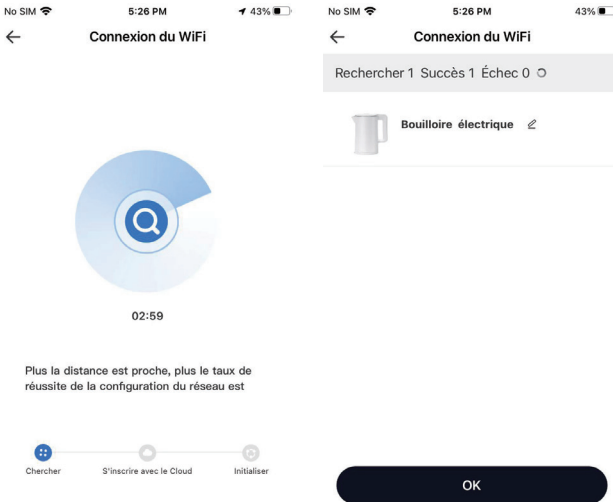 No SIM 5:26 PM 43%
Connexion du WiFi
02:59
Plus la distance est proche, plus le taux de
réussite de la configuration du réseau est
Chercher S'inscrire avec le Cloud Initialiser
No SIM 5:26 PM 43%
Connexion du WiFi
Rechercher 1 Succès 1 Échec 0
Bouilloire électrique
OK